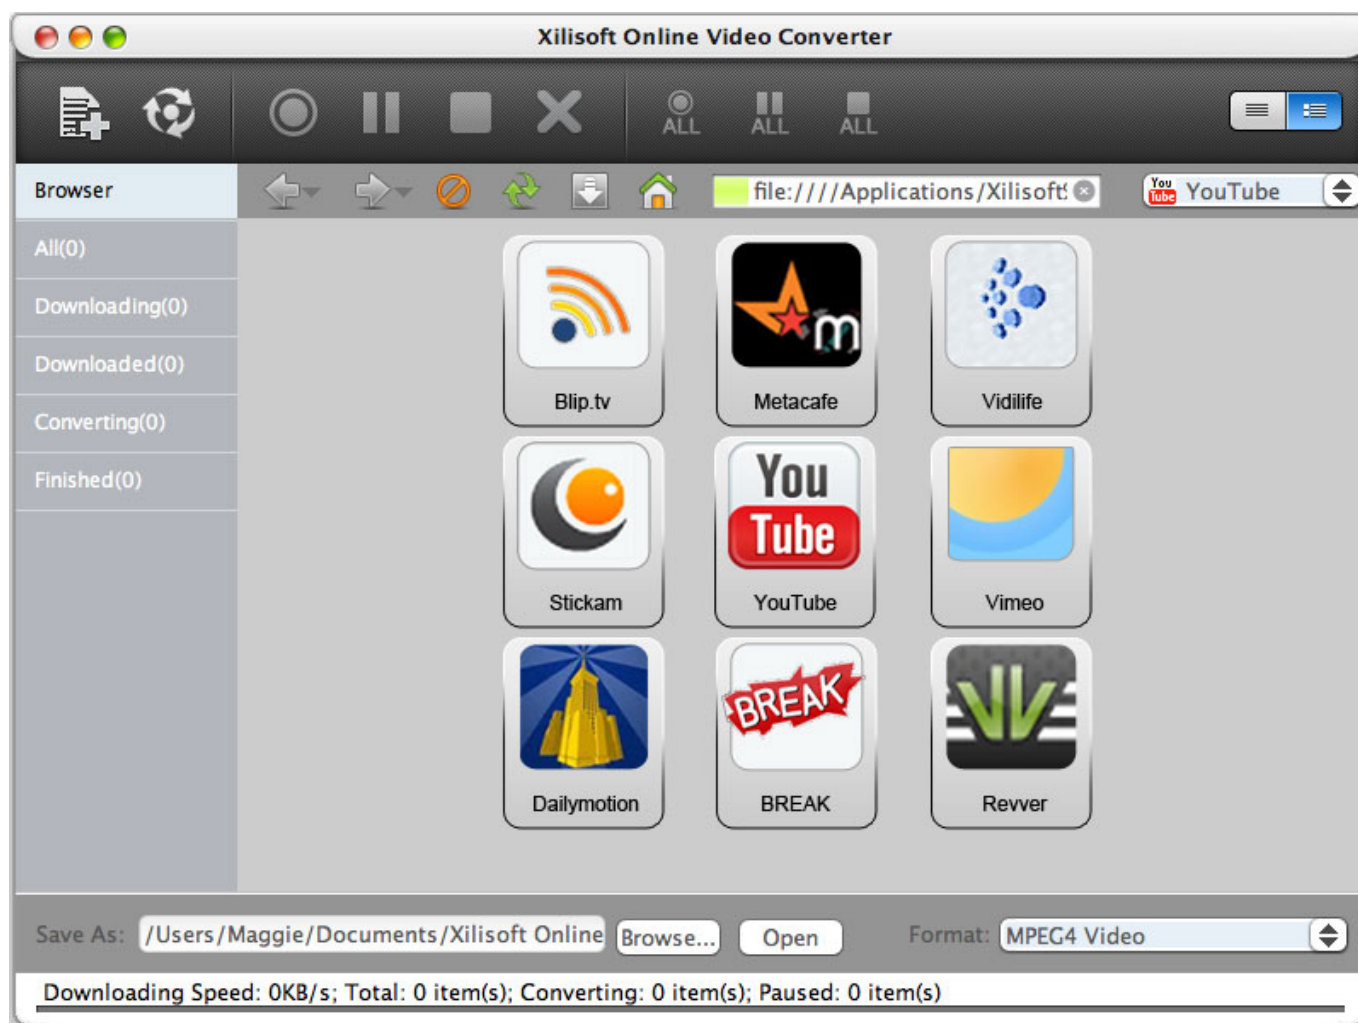 Xilisoft Online Video Converter
ALL ALL ALL
Browser
file:////Applications/Xilisoft
You Tube YouTube
All(0)
Downloading(0)
Downloaded(0)
Converting(0)
Finished(0)
m
Blip.tv Metacafe Vidilife
You
Tube
Stickam YouTube Vimeo
BREAK
Dailymotion BREAK Revver
Save As: /Users/Maggie/Documents/Xilisoft Online Browse... Open Format: MPEG4 Video
Downloading Speed: 0KB/s; Total: 0 item(s); Converting: 0 item(s); Paused: 0 item(s)